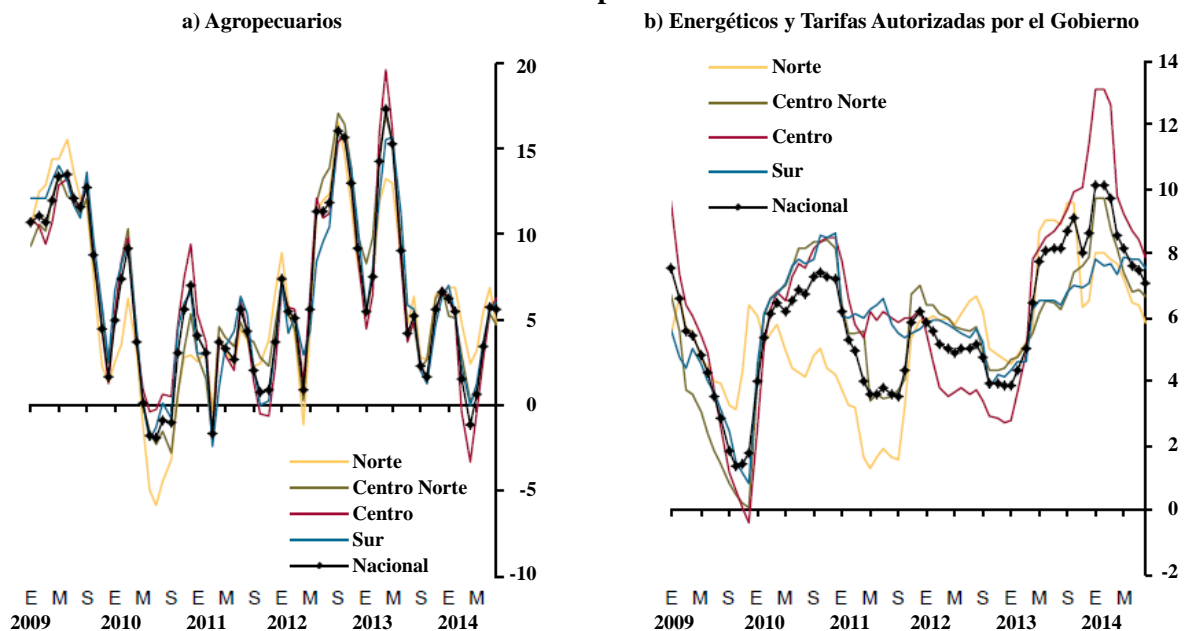 a) Agropecuarios
20
15
10
5
0
-5
-10
Norte
Centro Norte
Centro
Sur
Nacional
E M S E M S E M S E M S E M S E M
2009 2010 2011 2012 2013 2014
b) Energéticos y Tarifas Autorizadas por el Gobierno
Norte
Centro Norte
Centro
Sur
Nacional
14
12
10
8
6
4
2
0
-2
E M S E M S E M S E M S E M S E M
2009 2010 2011 2012 2013 2014